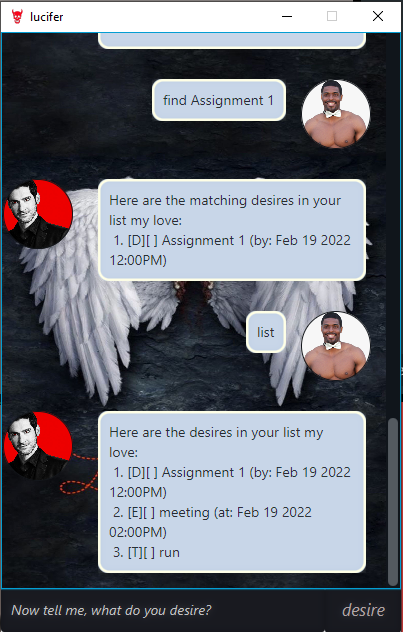 lucifer
find Assignment 1
Here are the matching desires in your
list my love:
1. [D][ ] Assignment 1 (by: Feb 19 2022
12:00PM)
list
Here are the desires in your list my
love:
1. [D][ ] Assignment 1 (by: Feb 19 2022
12:00PM)
2. [E][ ] meeting (at: Feb 19 2022
02:00PM)
3. [T][ ] run
Now tell me, what do you desire?
desire